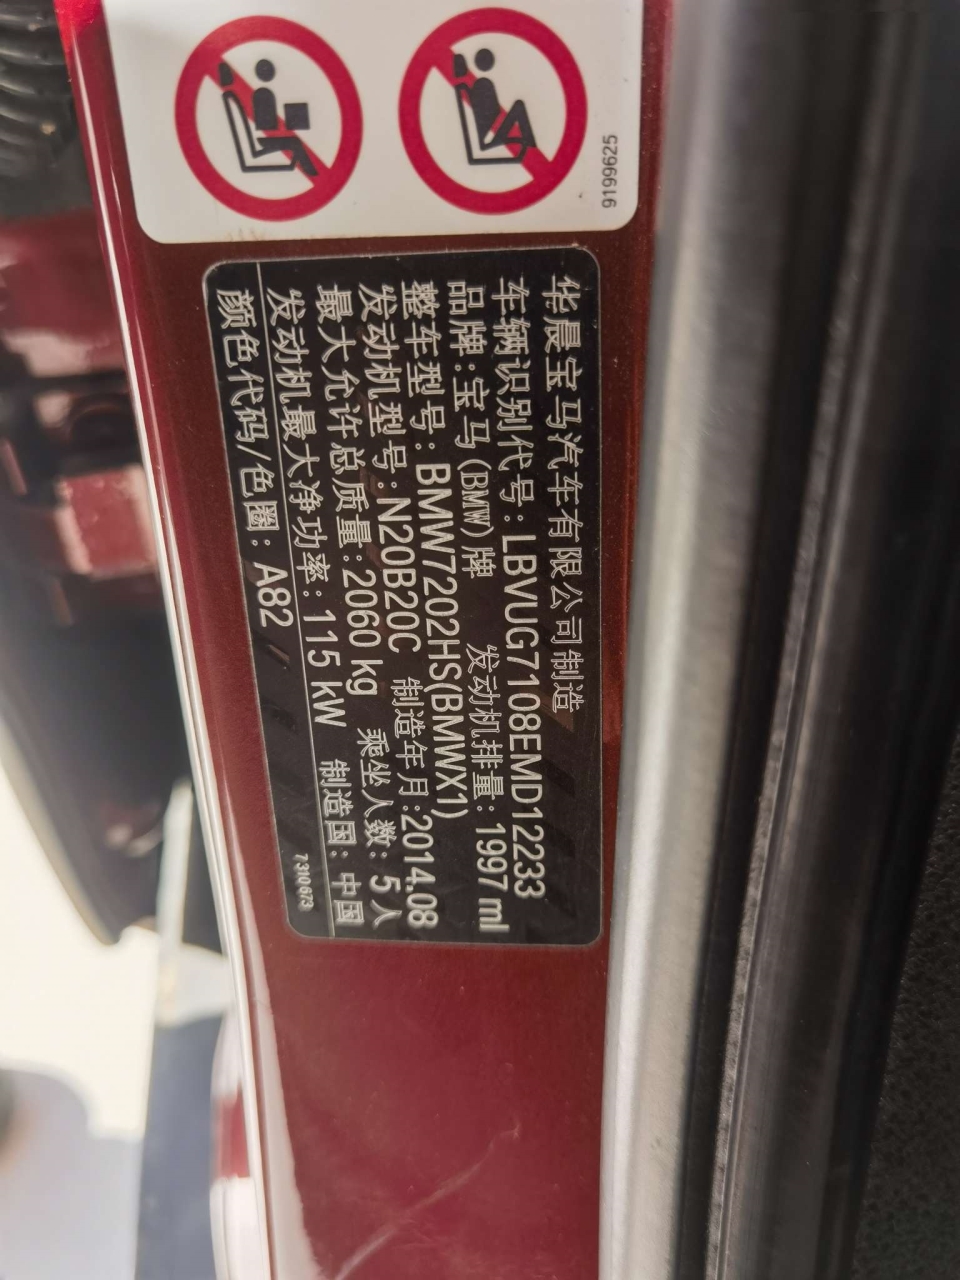 9199625
华晨宝马汽车有限公司制造
车辆识别代号:LBVUG7108EMD12233
品牌:宝马(BMW)牌 发动机排量:1997 ml
整车型号:BMW7202HS(BMWX1)
发动机型号:N20B20C 制造年月:2014.08
最大允许总质量:2060 kg 乘坐人数:5人
发动机最大净功率:115 kW 制造国:中国
颜色代码/色圈:A82
7310673